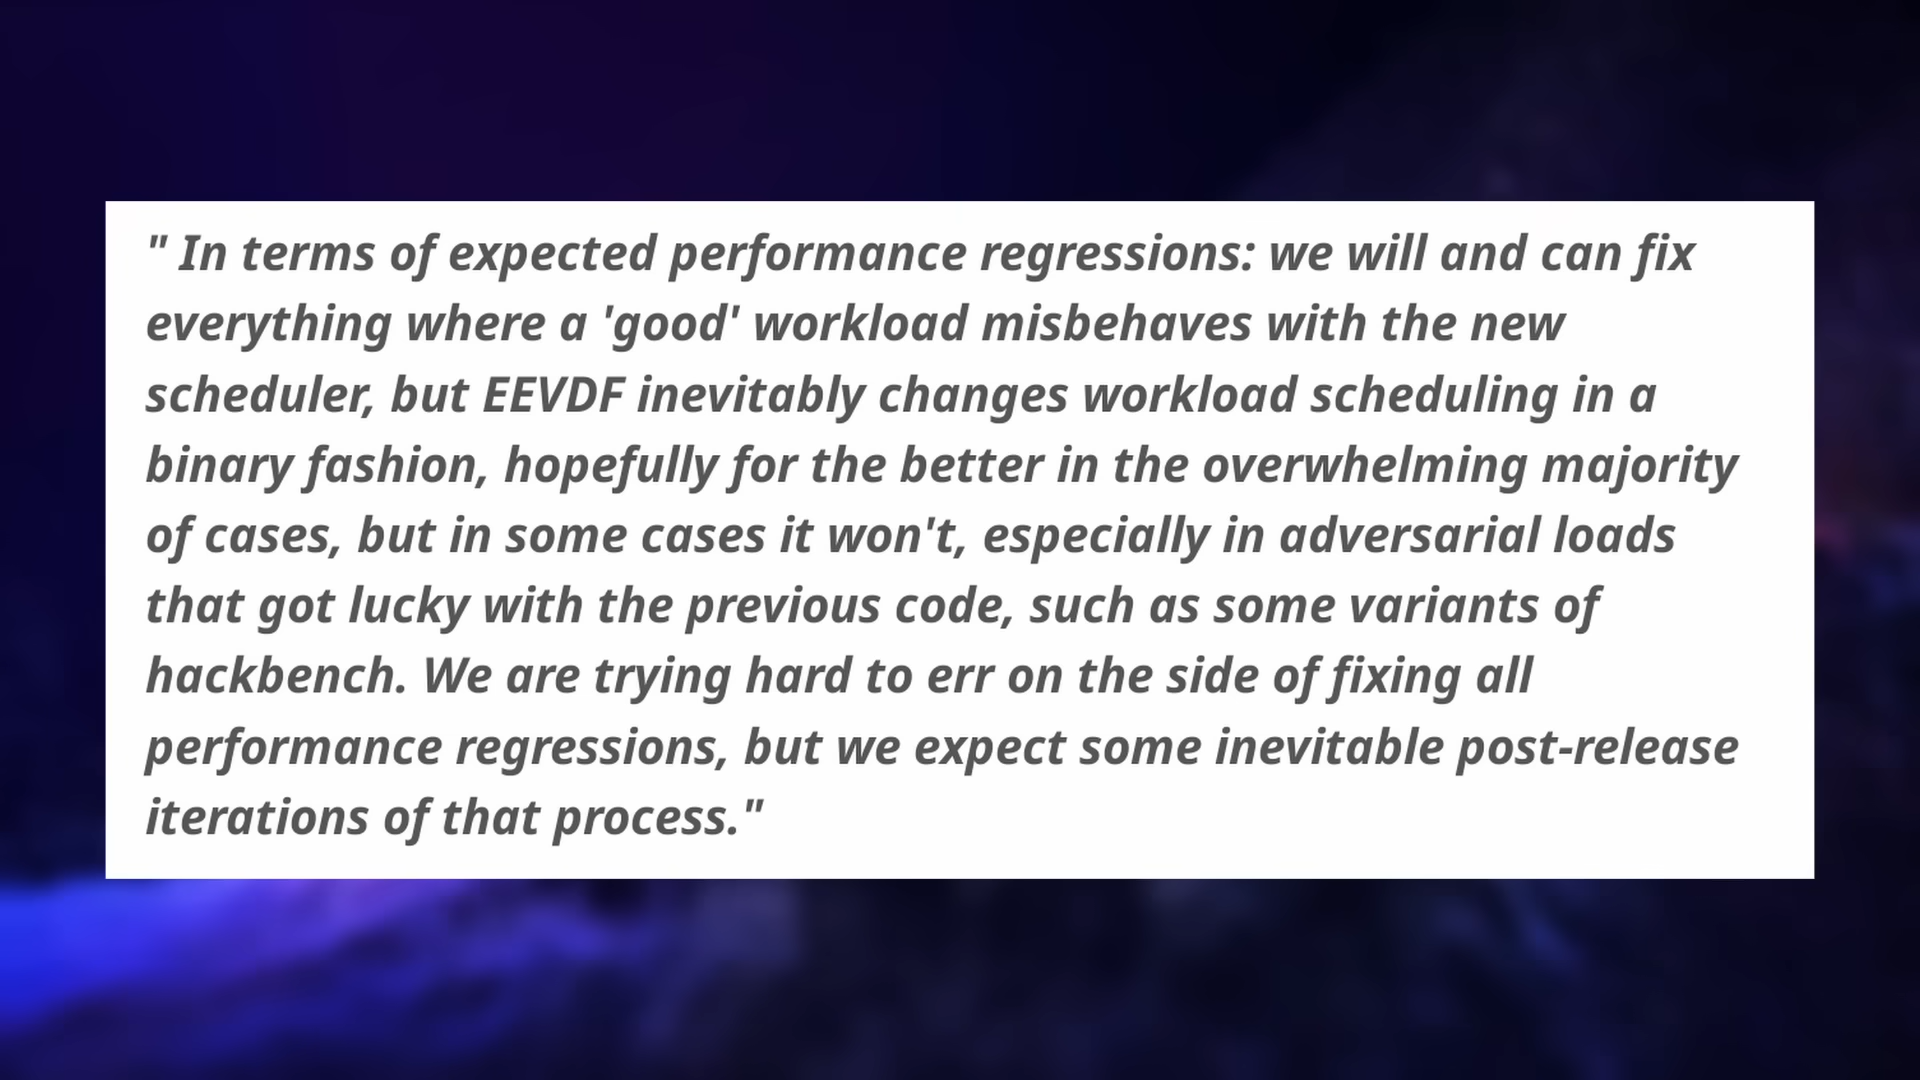 " In terms of expected performance regressions: we will and can fix
everything where a 'good' workload misbehaves with the new
scheduler, but EEVDF inevitably changes workload scheduling in a
binary fashion, hopefully for the better in the overwhelming majority
of cases, but in some cases it won't, especially in adversarial loads
that got lucky with the previous code, such as some variants of
hackbench. We are trying hard to err on the side of fixing all
performance regressions, but we expect some inevitable post-release
iterations of that process."